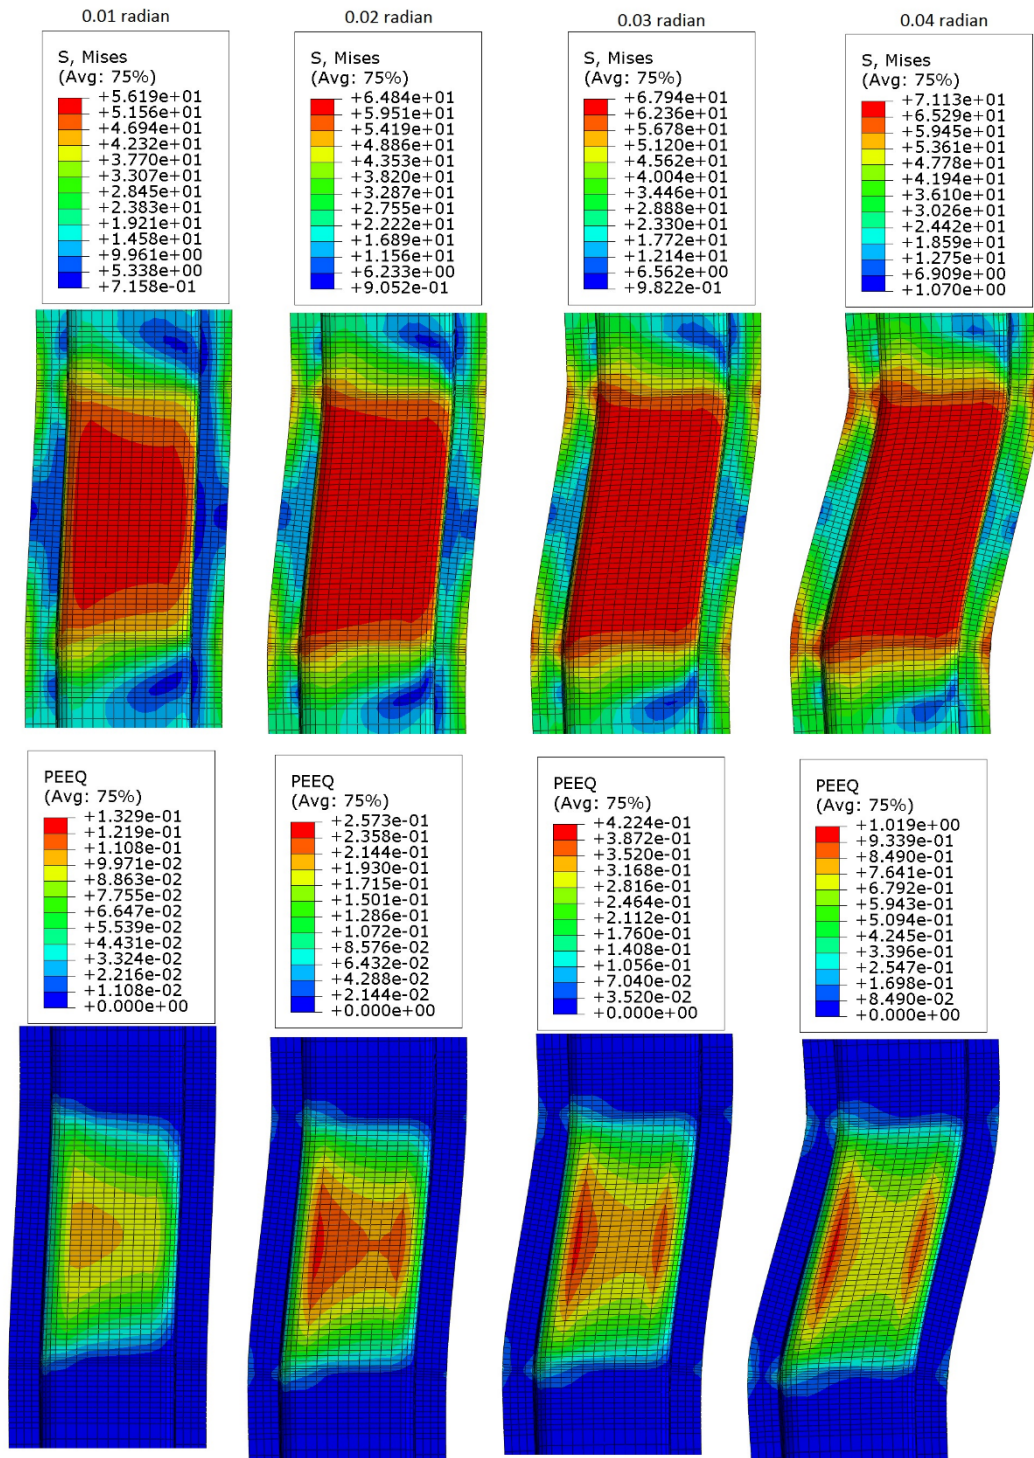 0.01 radian
0.02 radian
0.03 radian
0.04 radian
S, Mises
(Avg: 75%)
+5.619e+01
+5.156e+01
+4.694e+01
+4.232e+01
+3.770e+01
+3.307e+01
+2.845e+01
+2.383e+01
+1.921e+01
+1.458e+01
+9.961e+00
+5.338e+00
+7.158e-01
S, Mises
(Avg: 75%)
+6.484e+01
+5.951e+01
+5.419e+01
+4.886e+01
+4.353e+01
+3.820e+01
+3.287e+01
+2.755e+01
+2.222e+01
+1.689e+01
+1.156e+01
+6.233e+00
+9.052e-01
S, Mises
(Avg: 75%)
+6.794e+01
+6.236e+01
+5.678e+01
+5.120e+01
+4.562e+01
+4.004e+01
+3.446e+01
+2.888e+01
+2.330e+01
+1.772e+01
+1.214e+01
+6.562e+00
+9.822e-01
S, Mises
(Avg: 75%)
+7.113e+01
+6.529e+01
+5.945e+01
+5.361e+01
+4.778e+01
+4.194e+01
+3.610e+01
+3.026e+01
+2.442e+01
+1.859e+01
+1.275e+01
+6.909e+00
+1.070e+00
PEEQ
(Avg: 75%)
+1.329e-01
+1.219e-01
+1.108e-01
+9.971e-02
+8.863e-02
+7.755e-02
+6.647e-02
+5.539e-02
+4.431e-02
+3.324e-02
+2.216e-02
+1.108e-02
+0.000e+00
PEEQ
(Avg: 75%)
+2.573e-01
+2.358e-01
+2.144e-01
+1.930e-01
+1.715e-01
+1.501e-01
+1.286e-01
+1.072e-01
+8.576e-02
+6.432e-02
+4.288e-02
+2.144e-02
+0.000e+00
PEEQ
(Avg: 75%)
+4.224e-01
+3.872e-01
+3.520e-01
+3.168e-01
+2.816e-01
+2.464e-01
+2.112e-01
+1.760e-01
+1.408e-01
+1.056e-01
+7.040e-02
+3.520e-02
+0.000e+00
PEEQ
(Avg: 75%)
+1.019e+00
+9.339e-01
+8.490e-01
+7.641e-01
+6.792e-01
+5.943e-01
+5.094e-01
+4.245e-01
+3.396e-01
+2.547e-01
+1.698e-01
+8.490e-02
+0.000e+00